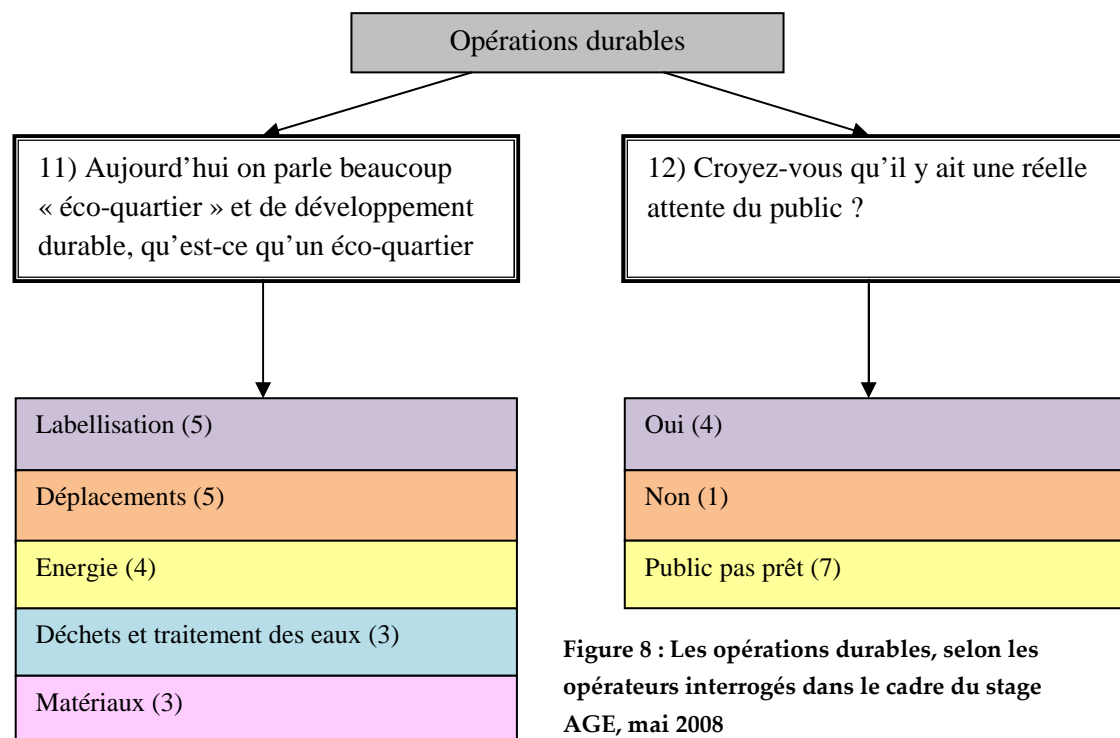 Opérations durables
11) Aujourd’hui on parle beaucoup
« éco-quartier » et de développement
durable, qu’est-ce qu’un éco-quartier
12) Croyez-vous qu’il y ait une réelle
attente du public ?
Labellisation (5)
Déplacements (5)
Energie (4)
Déchets et traitement des eaux (3)
Matériaux (3)
Oui (4)
Non (1)
Public pas prêt (7)
Figure 8 : Les opérations durables, selon les
opérateurs interrogés dans le cadre du stage
AGE, mai 2008